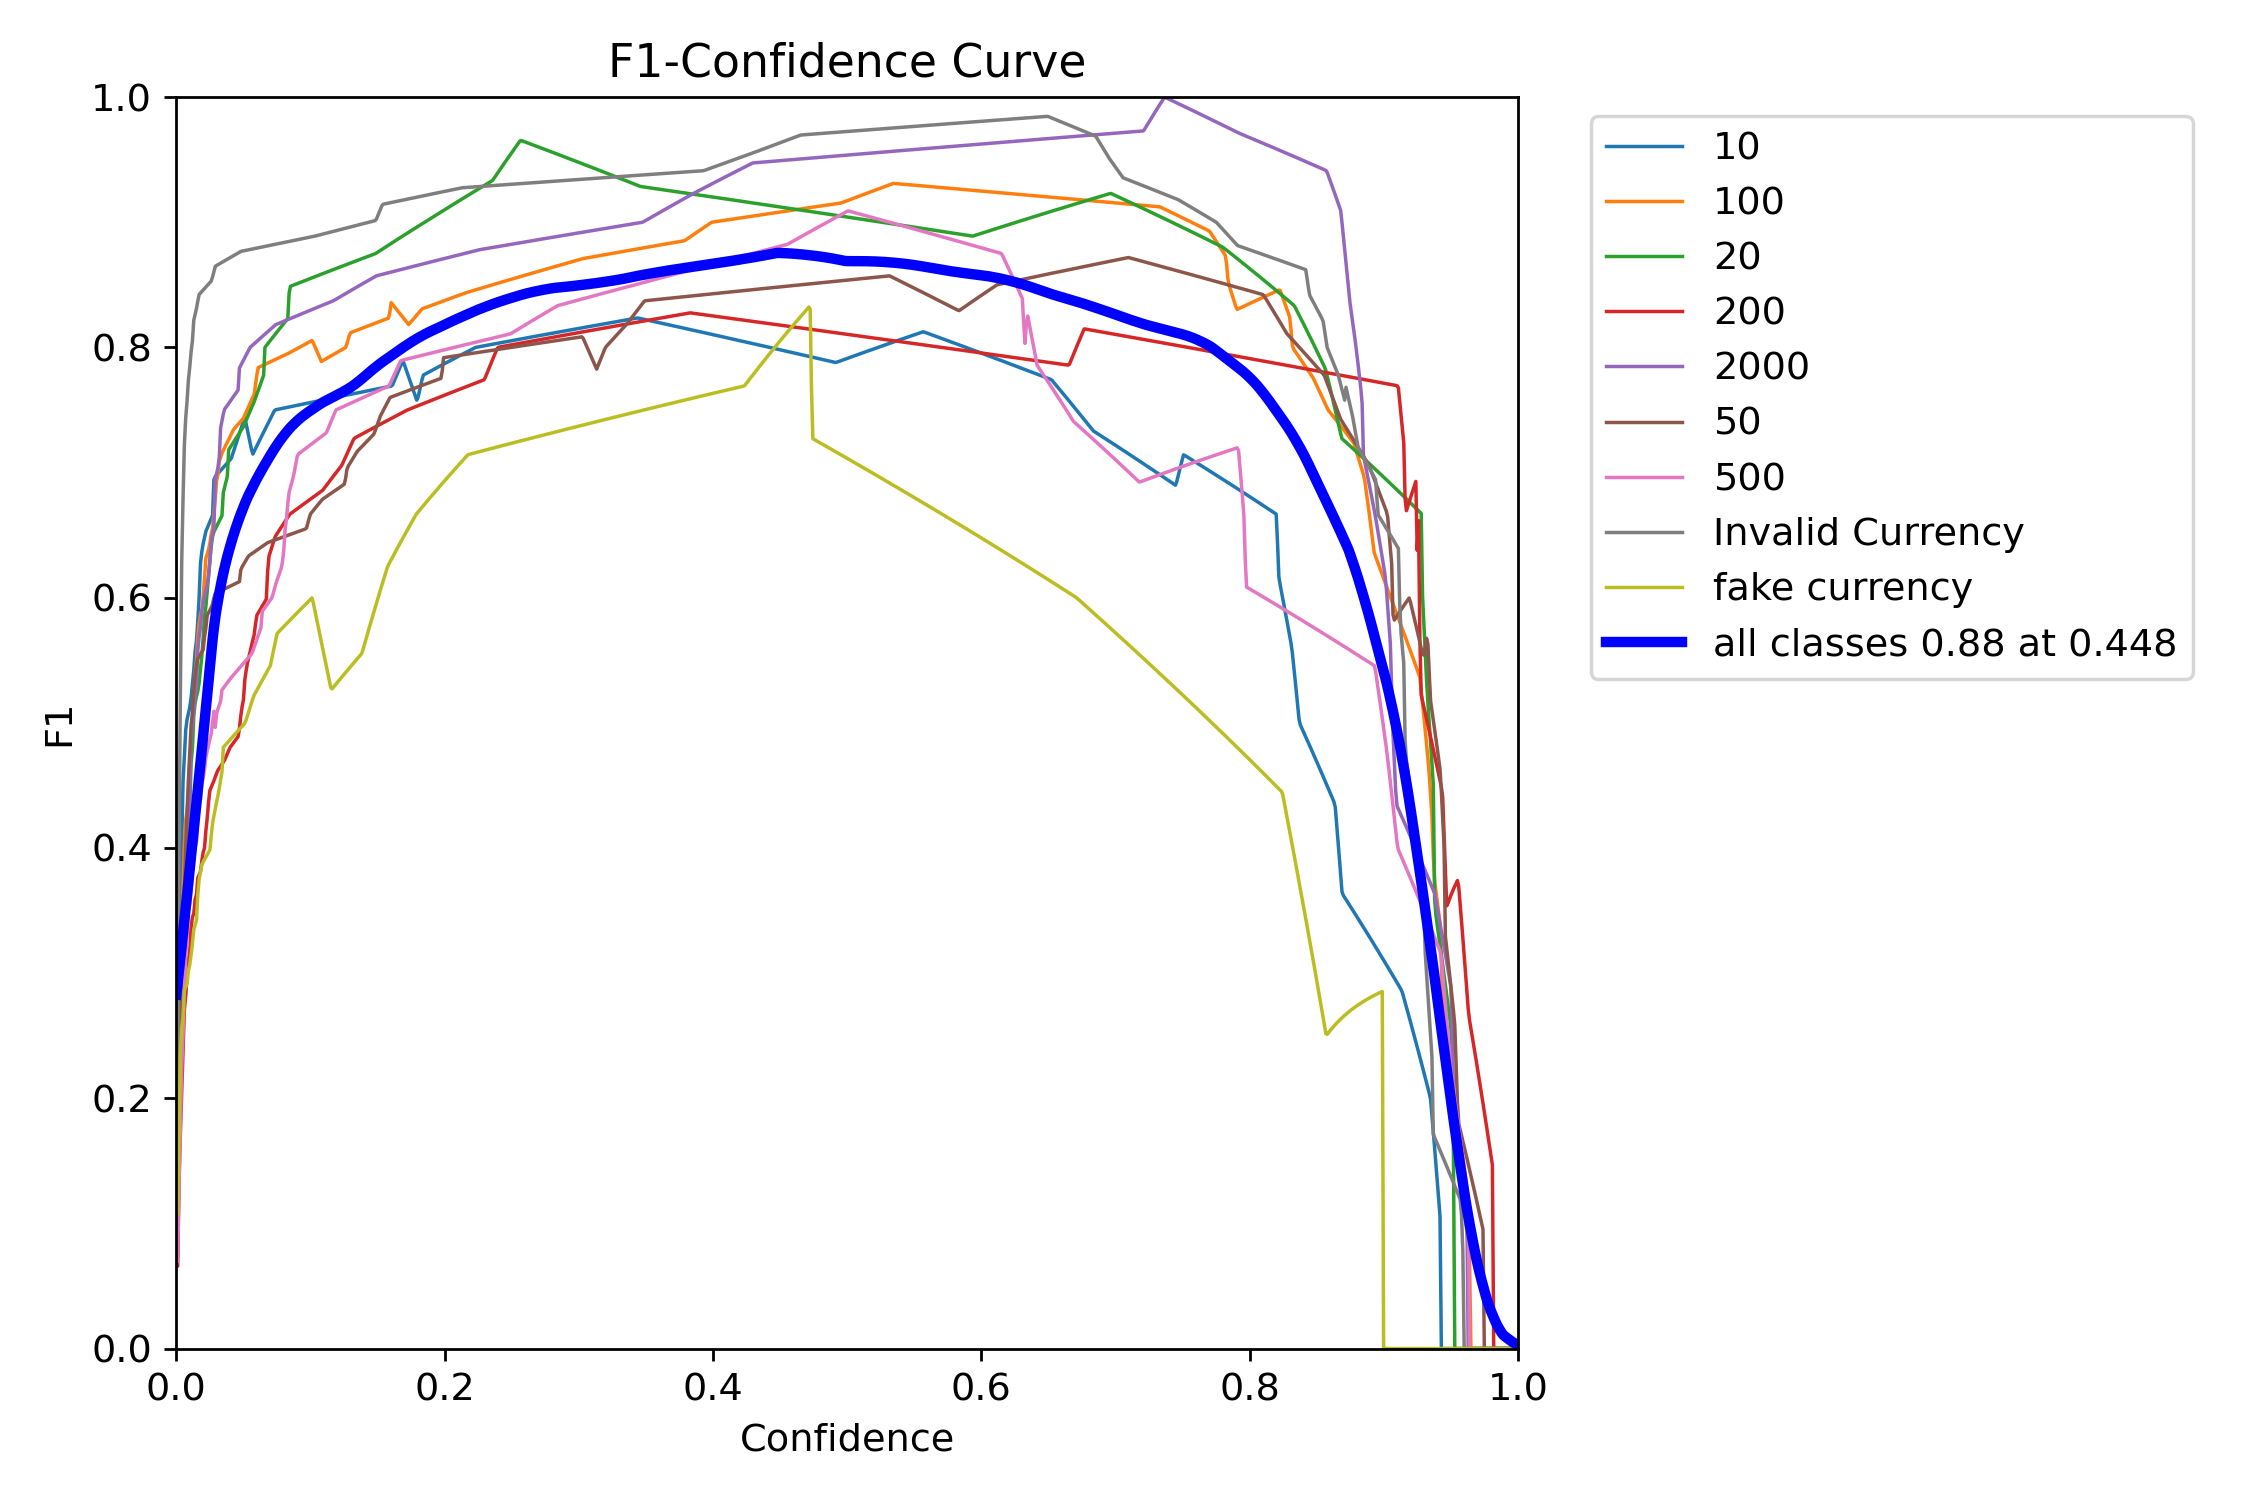 F1-Confidence Curve
1.0
0.8
0.6
0.4
0.2
0.0
F1
0.0 0.2 0.4 0.6 0.8 1.0
Confidence
10
100
20
200
2000
50
500
Invalid Currency
fake currency
all classes 0.88 at 0.448